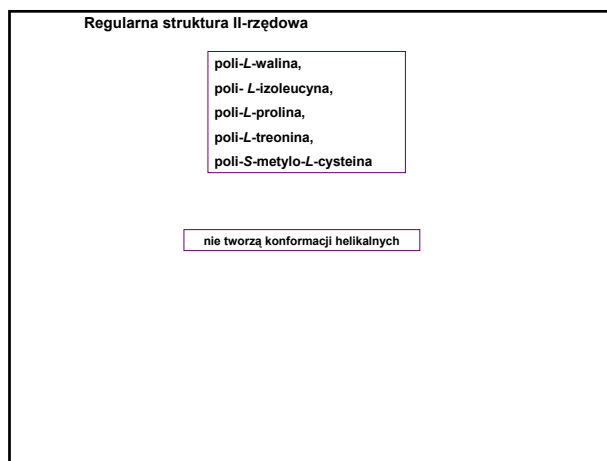 Regularna struktura II-rzędowa
poli-L-walina,
poli- L-izoleucyna,
poli-L-prolina,
poli-L-treonina,
poli-S-metylo-L-cysteina
nie tworzą konformacji helikalnych